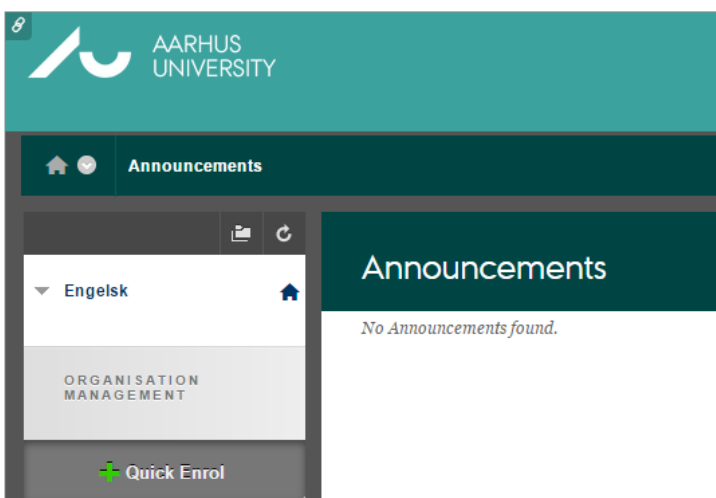 AARHUS
UNIVERSITY
Announcements
Engelsk
Announcements
No Announcements found.
ORGANISATION
MANAGEMENT
Quick Enrol